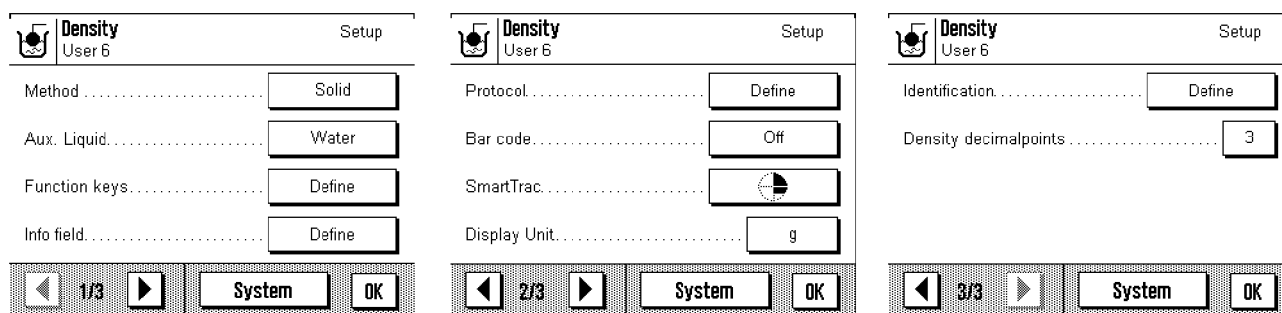 Density
User 6
Setup
Method
Solid
Aux. Liquid
Water
Function keys
Define
Info field
Define
1/3
System
OK
Density
User 6
Setup
Protocol
Define
Bar code
Off
SmartTrac
Display Unit
g
2/3
System
OK
Density
User 6
Setup
Identification
Define
Density decimalpoints
3
3/3
System
OK